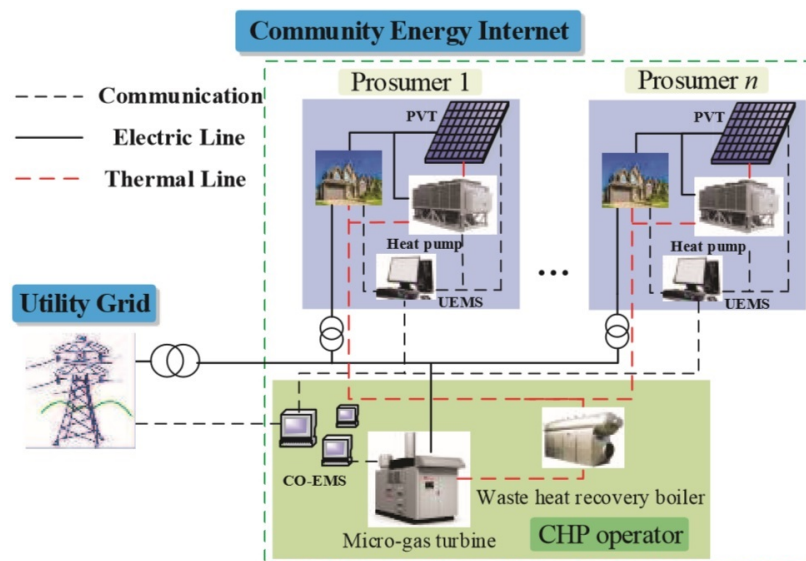 Community Energy Internet
Prosumer 1
Prosumer n
Communication
Electric Line
Thermal Line
PVT
PVT
Heat pump
Heat pump
UEMS
UEMS
...
Utility Grid
CO-EMS
Waste heat recovery boiler
Micro-gas turbine
CHP operator